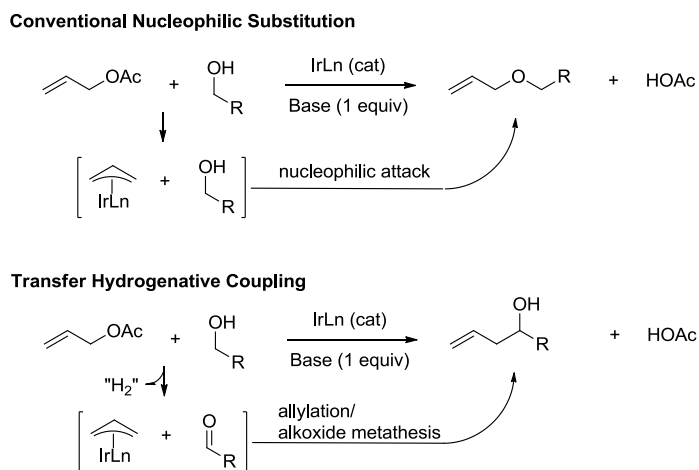 Conventional Nucleophilic Substitution
OAc + OH R IrLn (cat) Base (1 equiv) O R + HOAc
IrLn + OH R nucleophilic attack
Transfer Hydrogenative Coupling
OAc + OH R IrLn (cat) Base (1 equiv) OH R + HOAc
"H2"
IrLn + O R allylation/
alkoxide metathesis